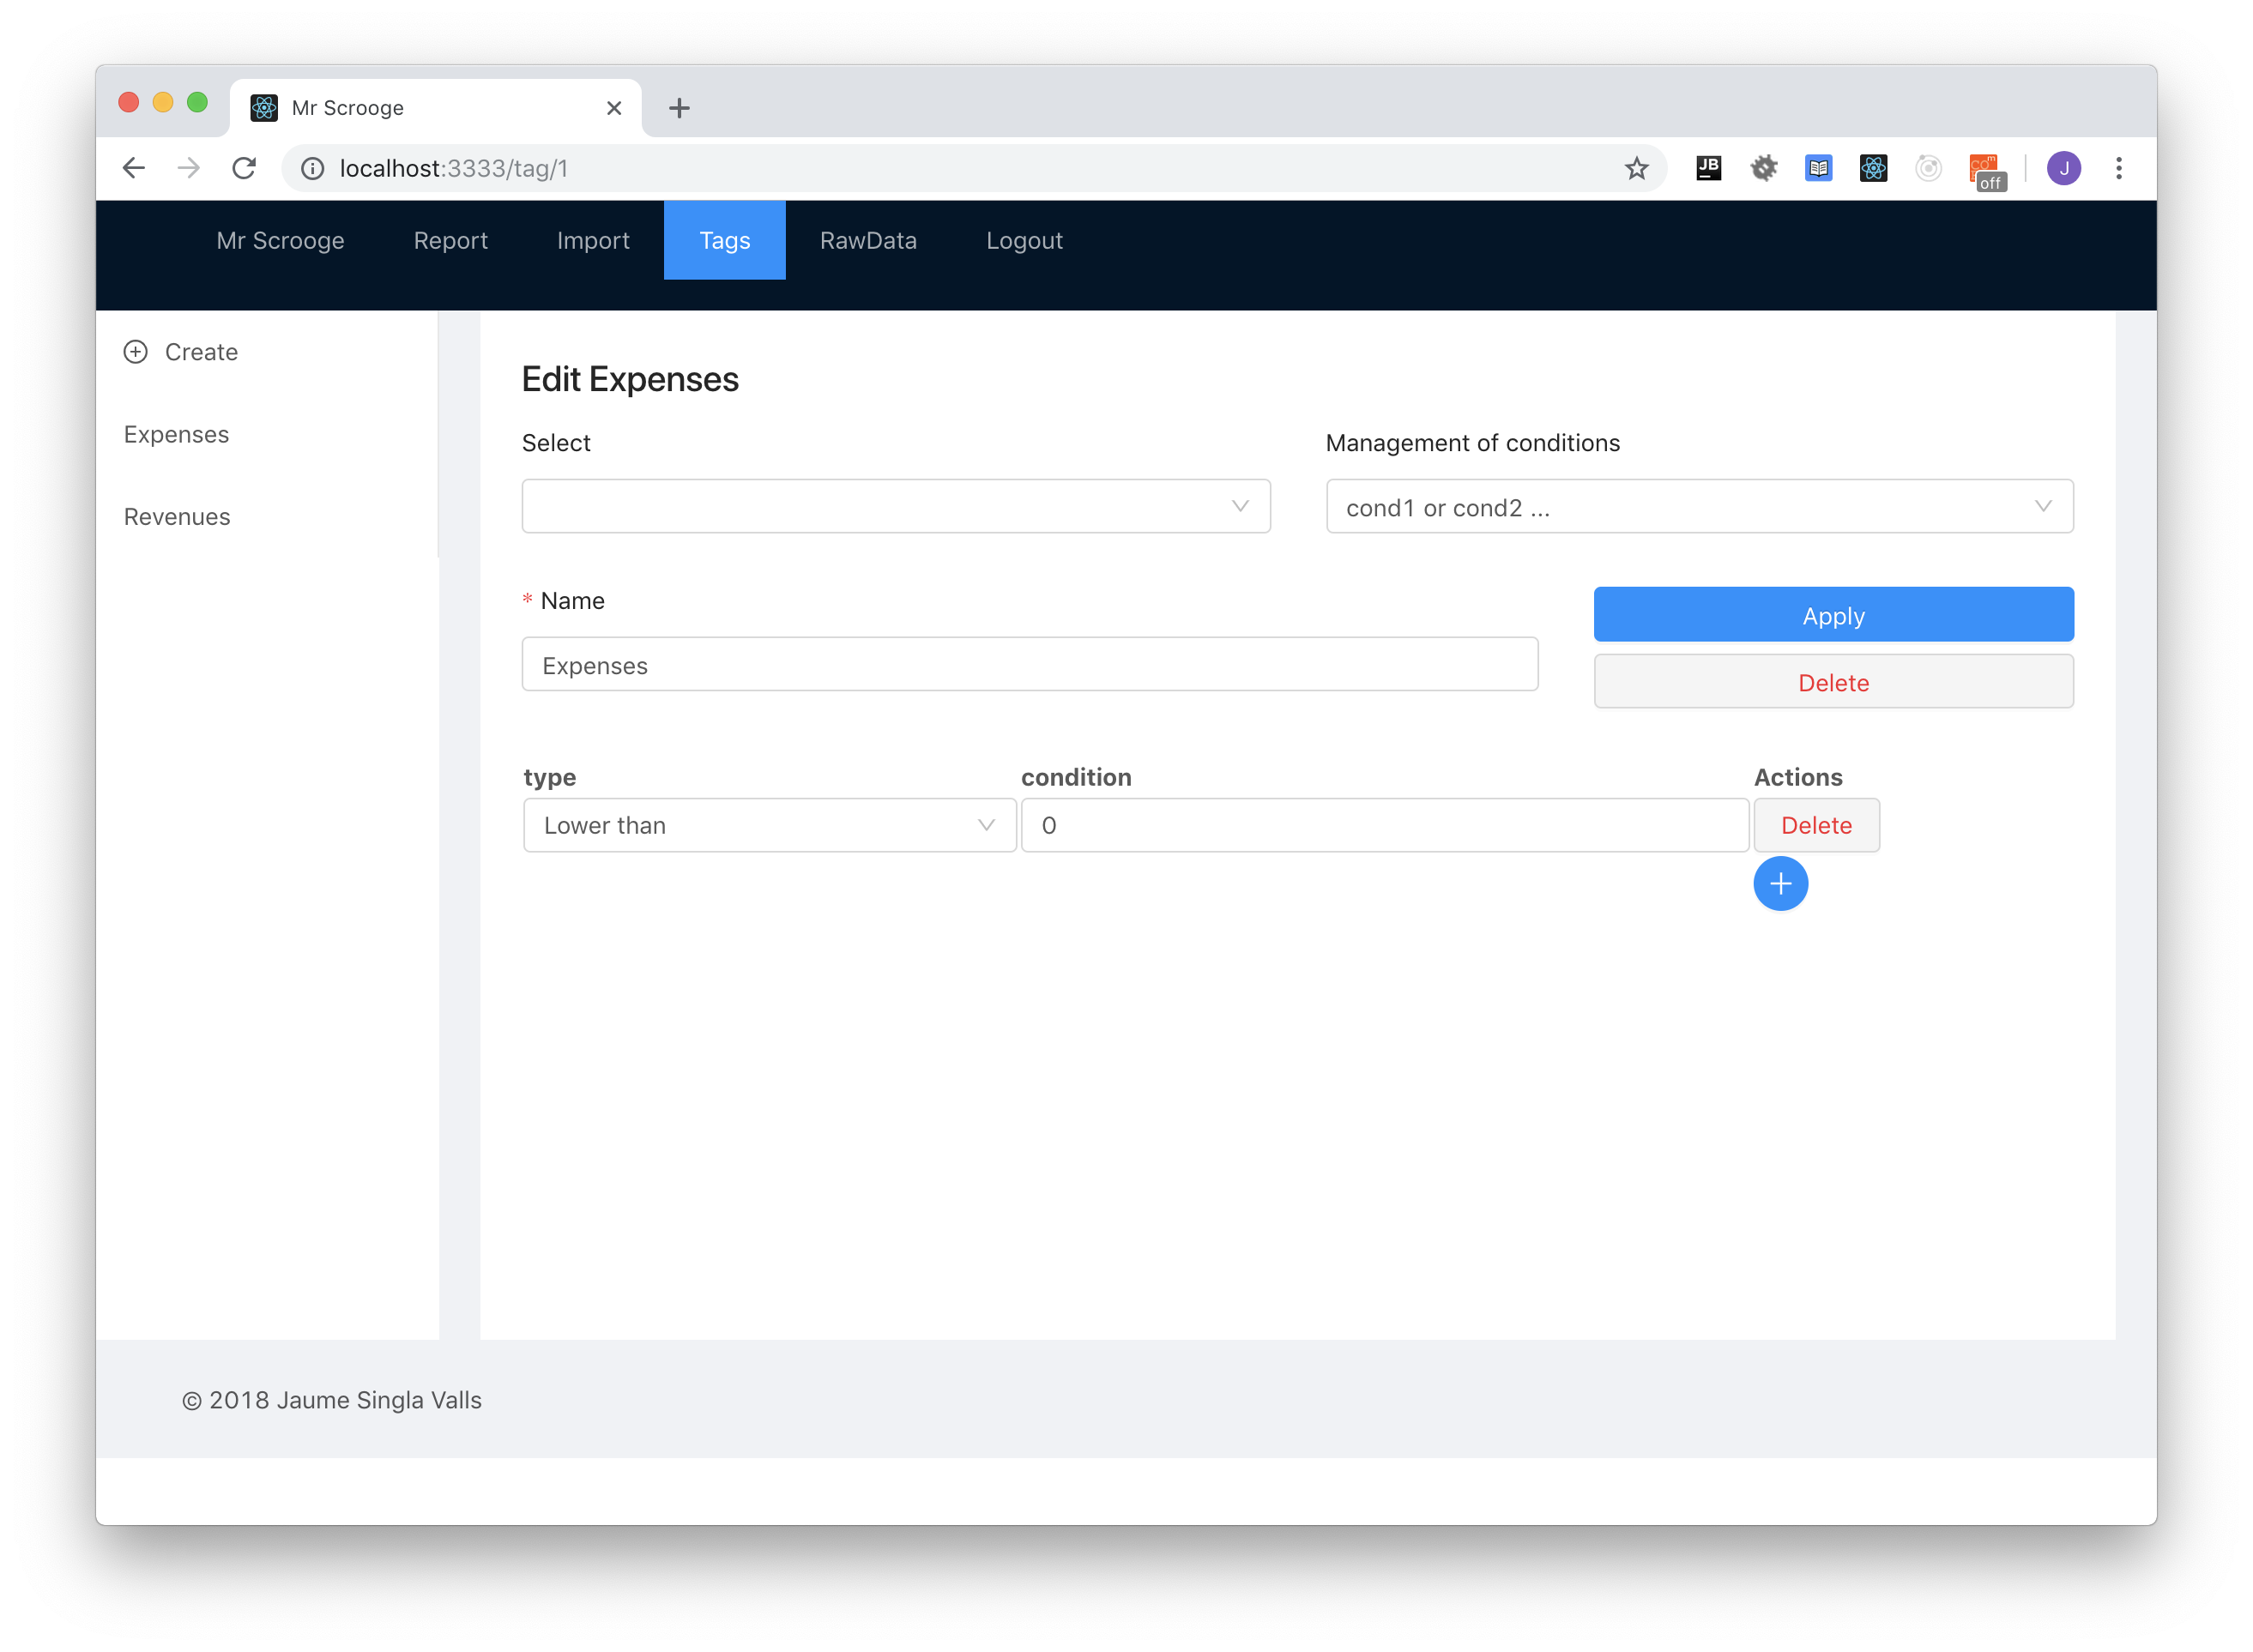 Mr Scrooge
localhost:3333/tag/1
JB
off
J
Mr Scrooge Report Import Tags RawData Logout
Create
Expenses
Revenues
Edit Expenses
Select
Management of conditions
cond1 or cond2 ...
* Name
Expenses
Apply
Delete
type condition Actions
Lower than 0 Delete
© 2018 Jaume Singla Valls